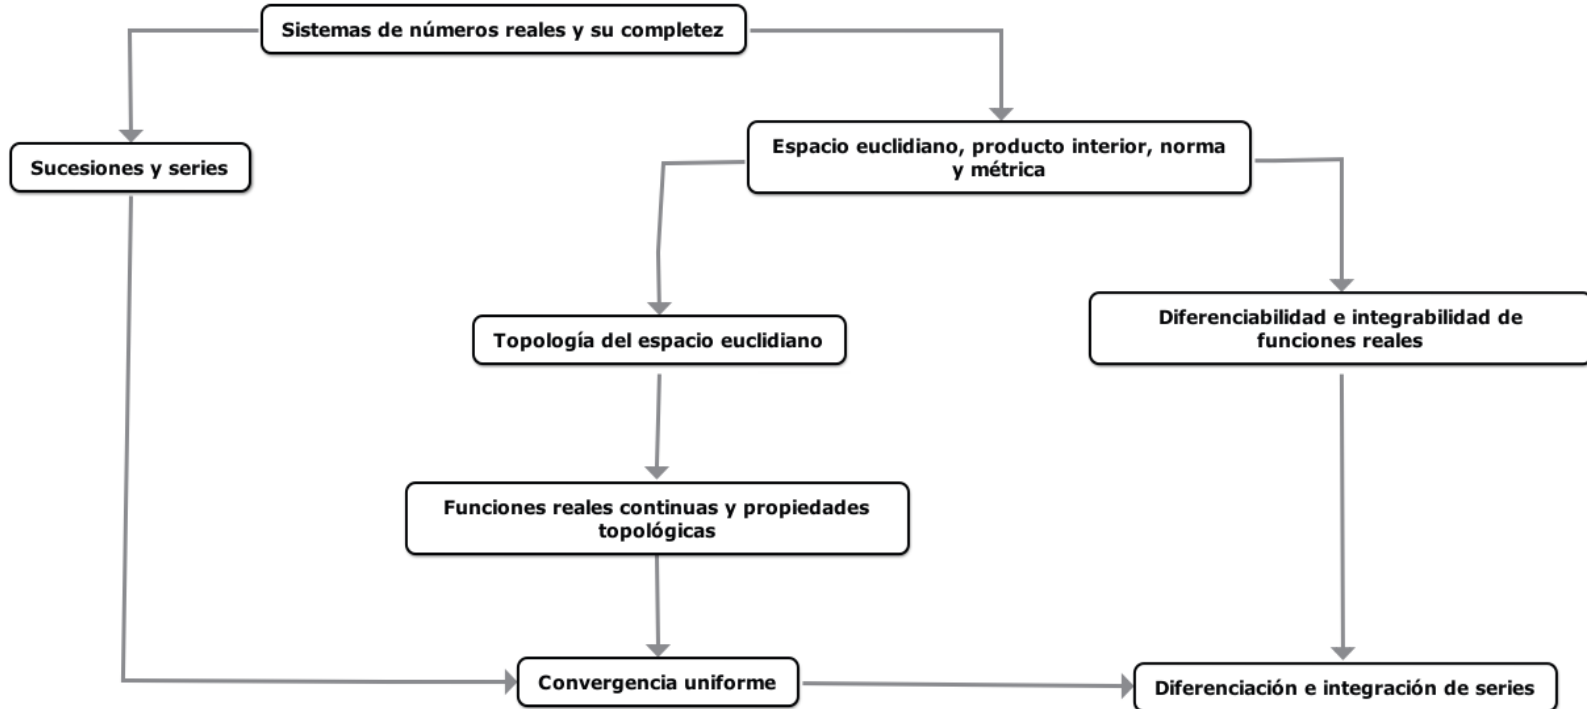 Sistemas de números reales y su completez
Sucesiones y series
Espacio euclidiano, producto interior, norma
y métrica
Topología del espacio euclidiano
Diferenciabilidad e integrabilidad de
funciones reales
Funciones reales continuas y propiedades
topológicas
Convergencia uniforme
Diferenciación e integración de series